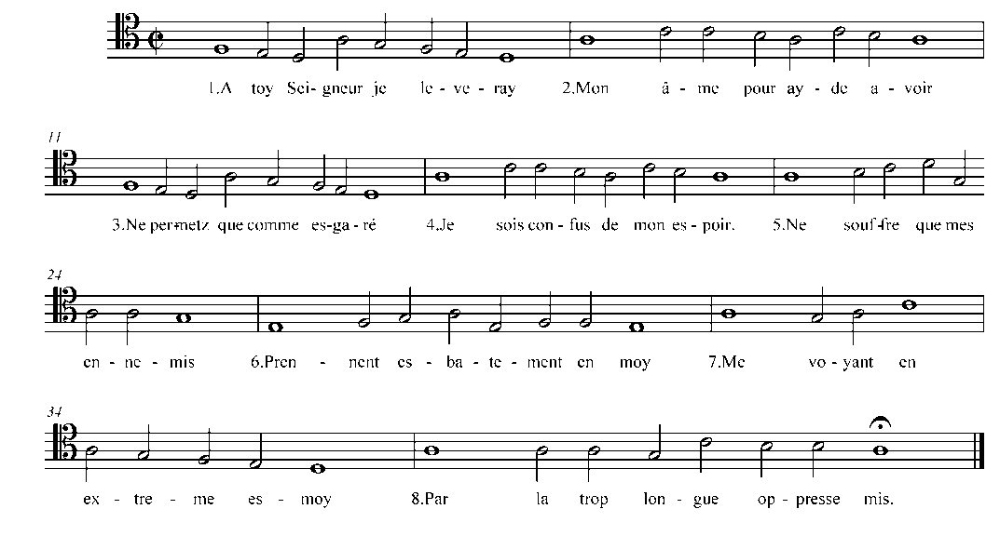 1.A toy Sei- gneur je le - ve - ray 2.Mon â - me pour ay - de a - voir
11
3.Ne per-metz que comme es-ga - ré 4.Je sois con - fus de mon es - poir. 5.Ne souf-fre que mes
24
en - ne - mis 6.Pren - nent es - ba - te - ment en moy 7.Me vo - yant en
34
ex - tre - me es - moy 8.Par la trop lon - gue op - presse mis.